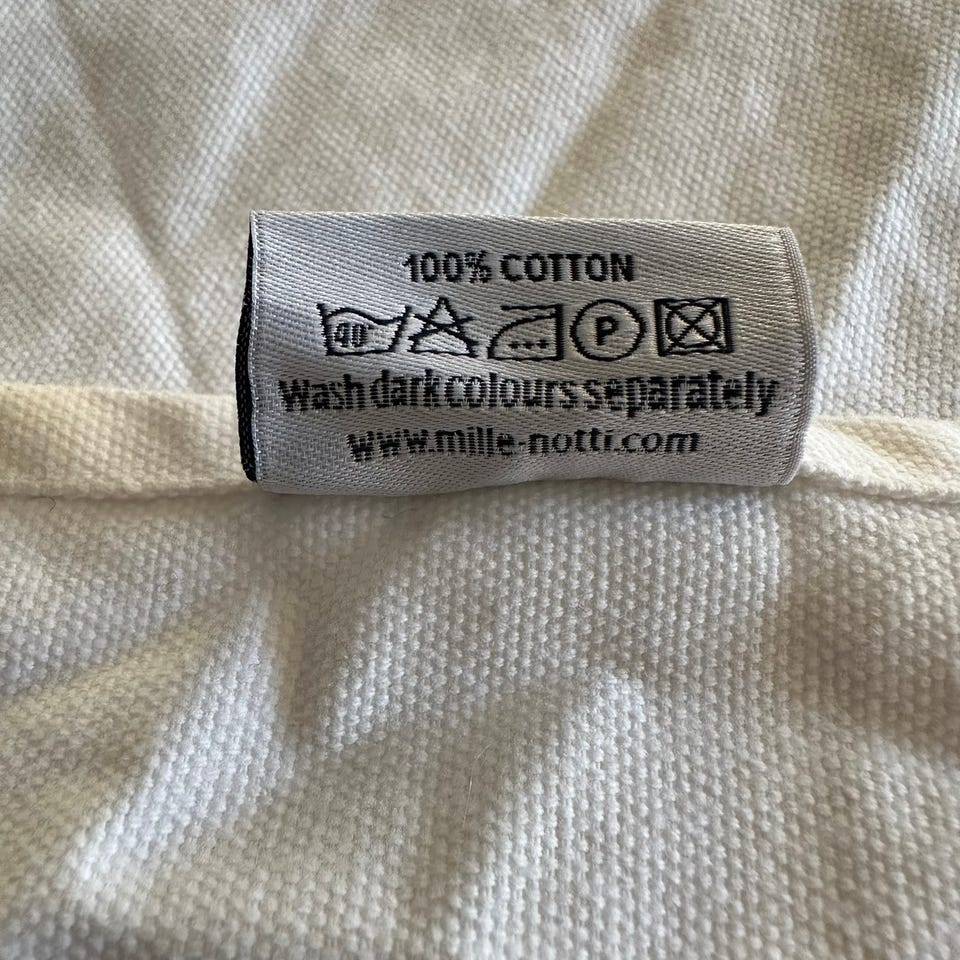 100% COTTON
40° P
wash dark colours separately
www.mille-notti.com